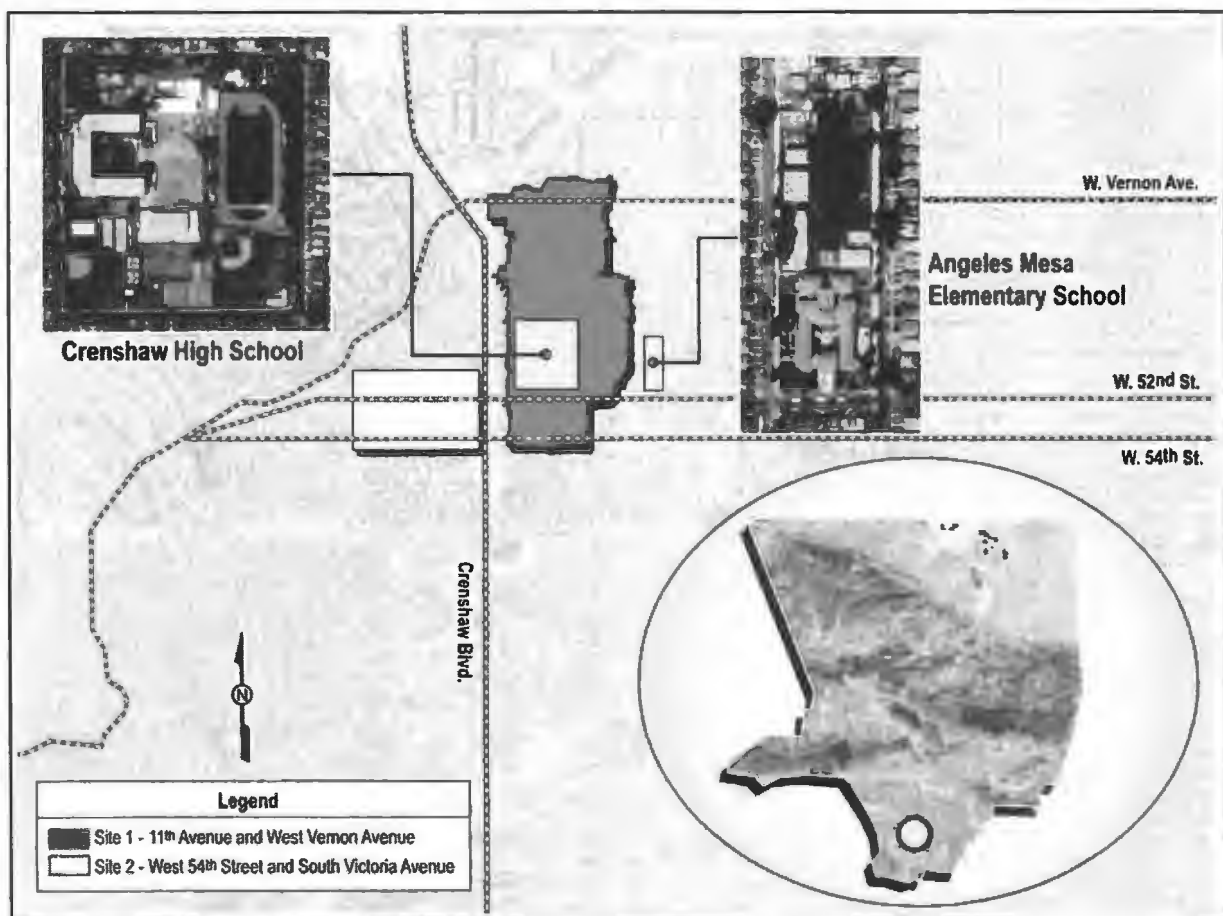 W. Vernon Ave.
Angeles Mesa
Elementary School
Crenshaw High School
W. 52nd St.
W. 54th St.
Crenshaw Blvd.
N
Legend
Site 1 - 11th Avenue and West Vernon Avenue
Site 2 - West 54th Street and South Victoria Avenue